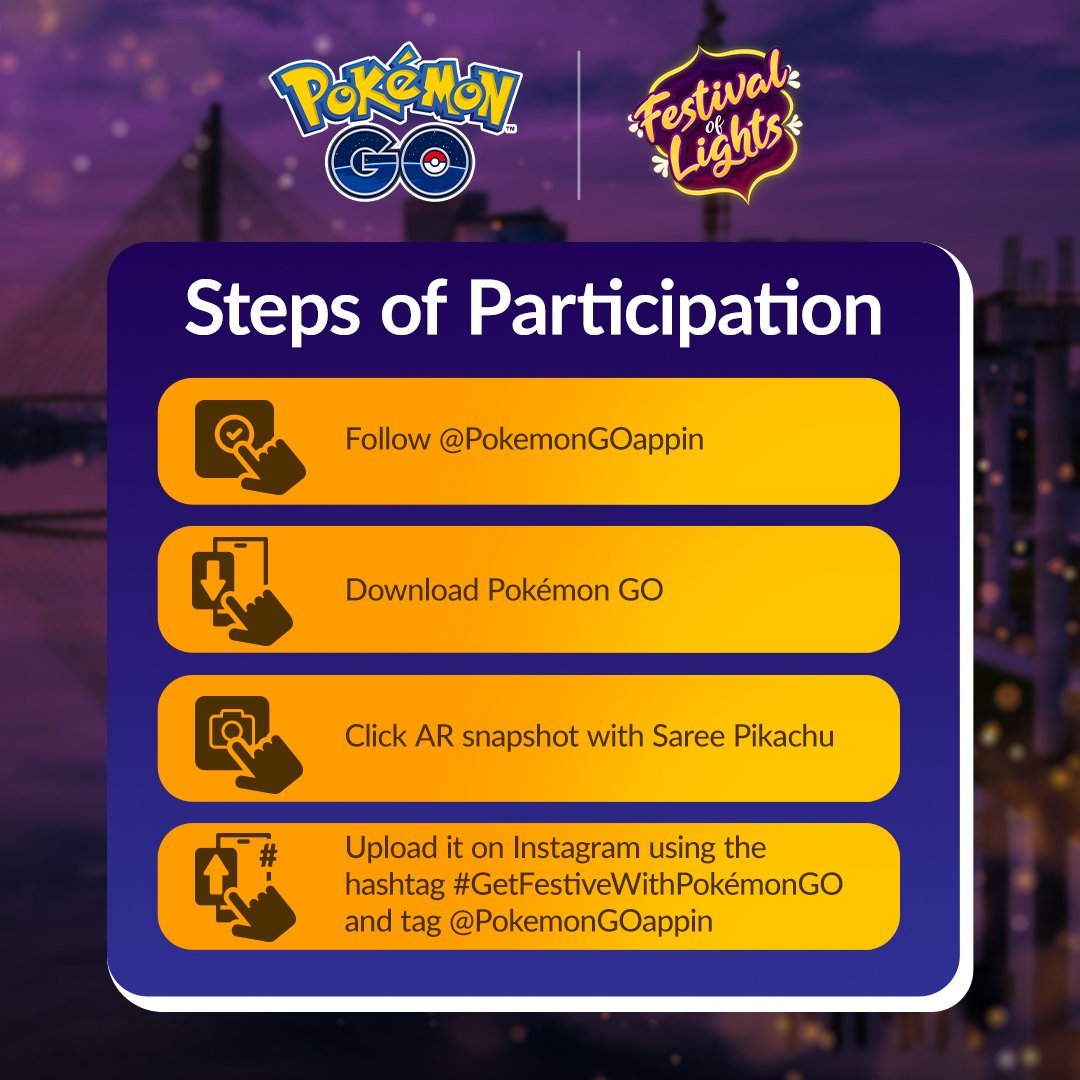 POKéMON
GO
TM
Festival
of
Lights
Steps of Participation
Follow @PokemonGOappin
Download Pokémon GO
Click AR snapshot with Saree Pikachu
#
Upload it on Instagram using the
hashtag #GetFestiveWithPokémonGO
and tag @PokemonGOappin